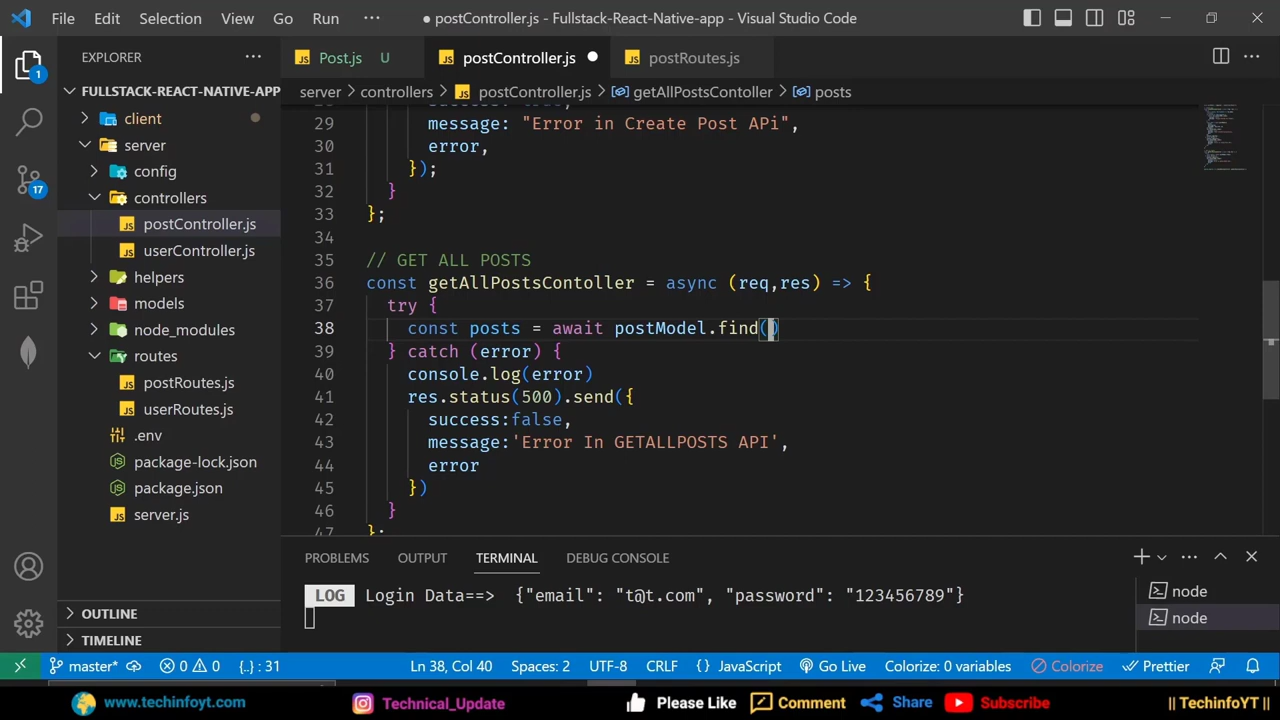 File Edit Selection View Go Run ··· ● postController.js - Fullstack-React-Native-app - Visual Studio Code
EXPLORER ···
Post.js U
postController.js
postRoutes.js
1
FULLSTACK-REACT-NATIVE-APP
server > controllers > postController.js > getAllPostsContoller > posts
client
server
config
controllers
postController.js
userController.js
helpers
models
node_modules
routes
postRoutes.js
userRoutes.js
.env
package-lock.json
package.json
server.js
17
29 message: "Error in Create Post APi",
30 error,
31 });
32 }
33 };
34
35 // GET ALL POSTS
36 const getAllPostsContoller = async (req,res) => {
37 try {
38 const posts = await postModel.find()
39 } catch (error) {
40 console.log(error)
41 res.status(500).send({
42 success:false,
43 message:'Error In GETALLPOSTS API',
44 error
45 })
46 }
47 };
PROBLEMS OUTPUT TERMINAL DEBUG CONSOLE
LOG Login Data==> {"email": "t@t.com", "password": "123456789"}
node
node
OUTLINE
TIMELINE
master* 0 0 {..} : 31 Ln 38, Col 40 Spaces: 2 UTF-8 CRLF {} JavaScript Go Live Colorize: 0 variables Colorize Prettier
www.techinfoyt.com Technical_Update Please Like Comment Share Subscribe || TechinfoYT ||